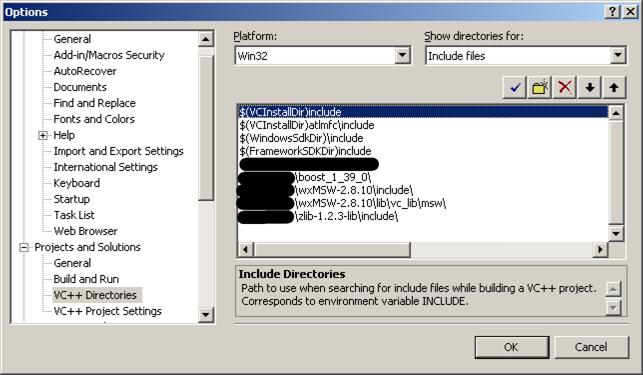 Options
Platform:
Win32
Show directories for:
Include files
General
Add-in/Macros Security
AutoRecover
Documents
Find and Replace
Fonts and Colors
Help
Import and Export Settings
International Settings
Keyboard
Startup
Task List
Web Browser
Projects and Solutions
General
Build and Run
VC++ Directories
VC++ Project Settings
$(VCInstallDir)include
$(VCInstallDir)atlmfc\include
$(WindowsSdkDir)\include
$(FrameworkSDKDir)include
\boost_1_39_0\
\wxMSW-2.8.10\include\
\wxMSW-2.8.10\lib\vc_lib\msw\
\zlib-1.2.3-lib\include\
Include Directories
Path to use when searching for include files while building a VC++ project.
Corresponds to environment variable INCLUDE.
OK
Cancel